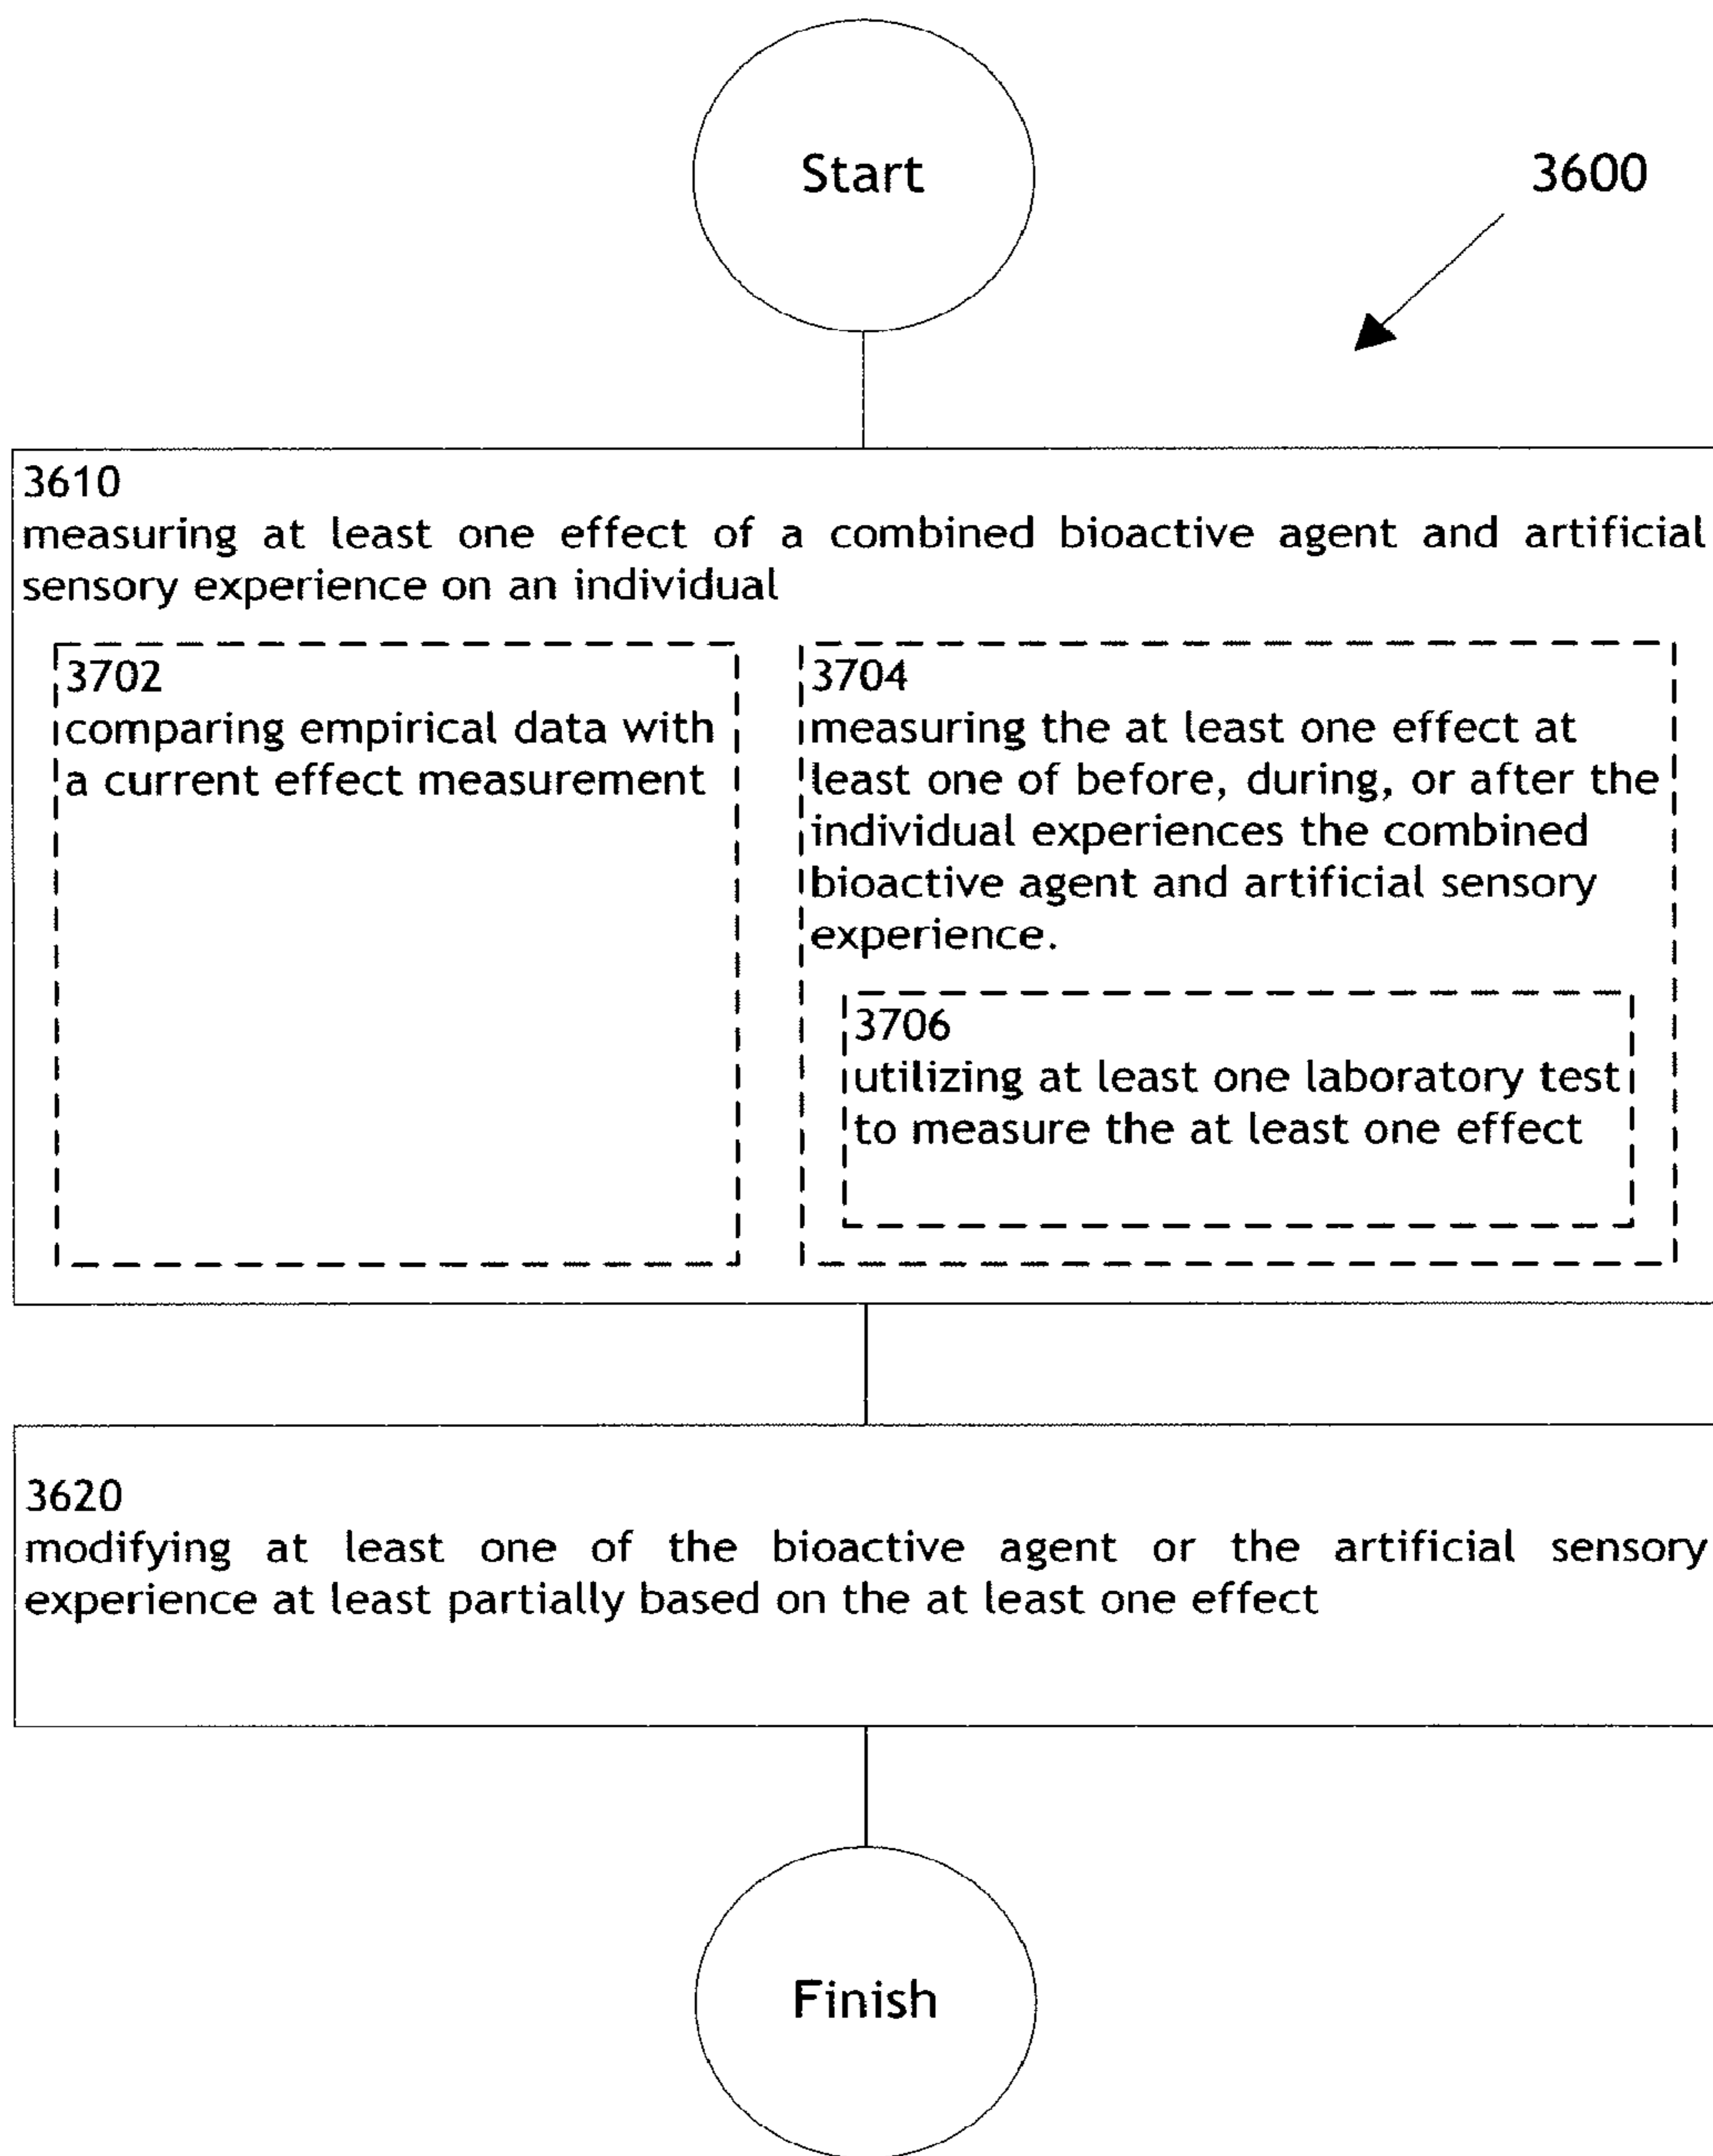 Start
3600
3610
measuring at least one effect of a combined bioactive agent and artificial
sensory experience on an individual
3702
comparing empirical data with
a current effect measurement
3704
measuring the at least one effect at
least one of before, during, or after the
individual experiences the combined
bioactive agent and artificial sensory
experience.
3706
utilizing at least one laboratory test
to measure the at least one effect
3620
modifying at least one of the bioactive agent or the artificial sensory
experience at least partially based on the at least one effect
Finish